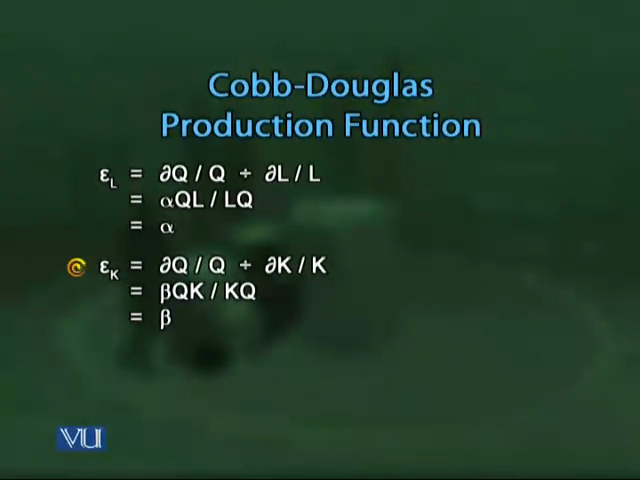 Cobb-Douglas
Production Function
εL = ∂Q / Q ÷ ∂L / L
= αQL / LQ
= α
εK = ∂Q / Q ÷ ∂K / K
= βQK / KQ
= β
VU